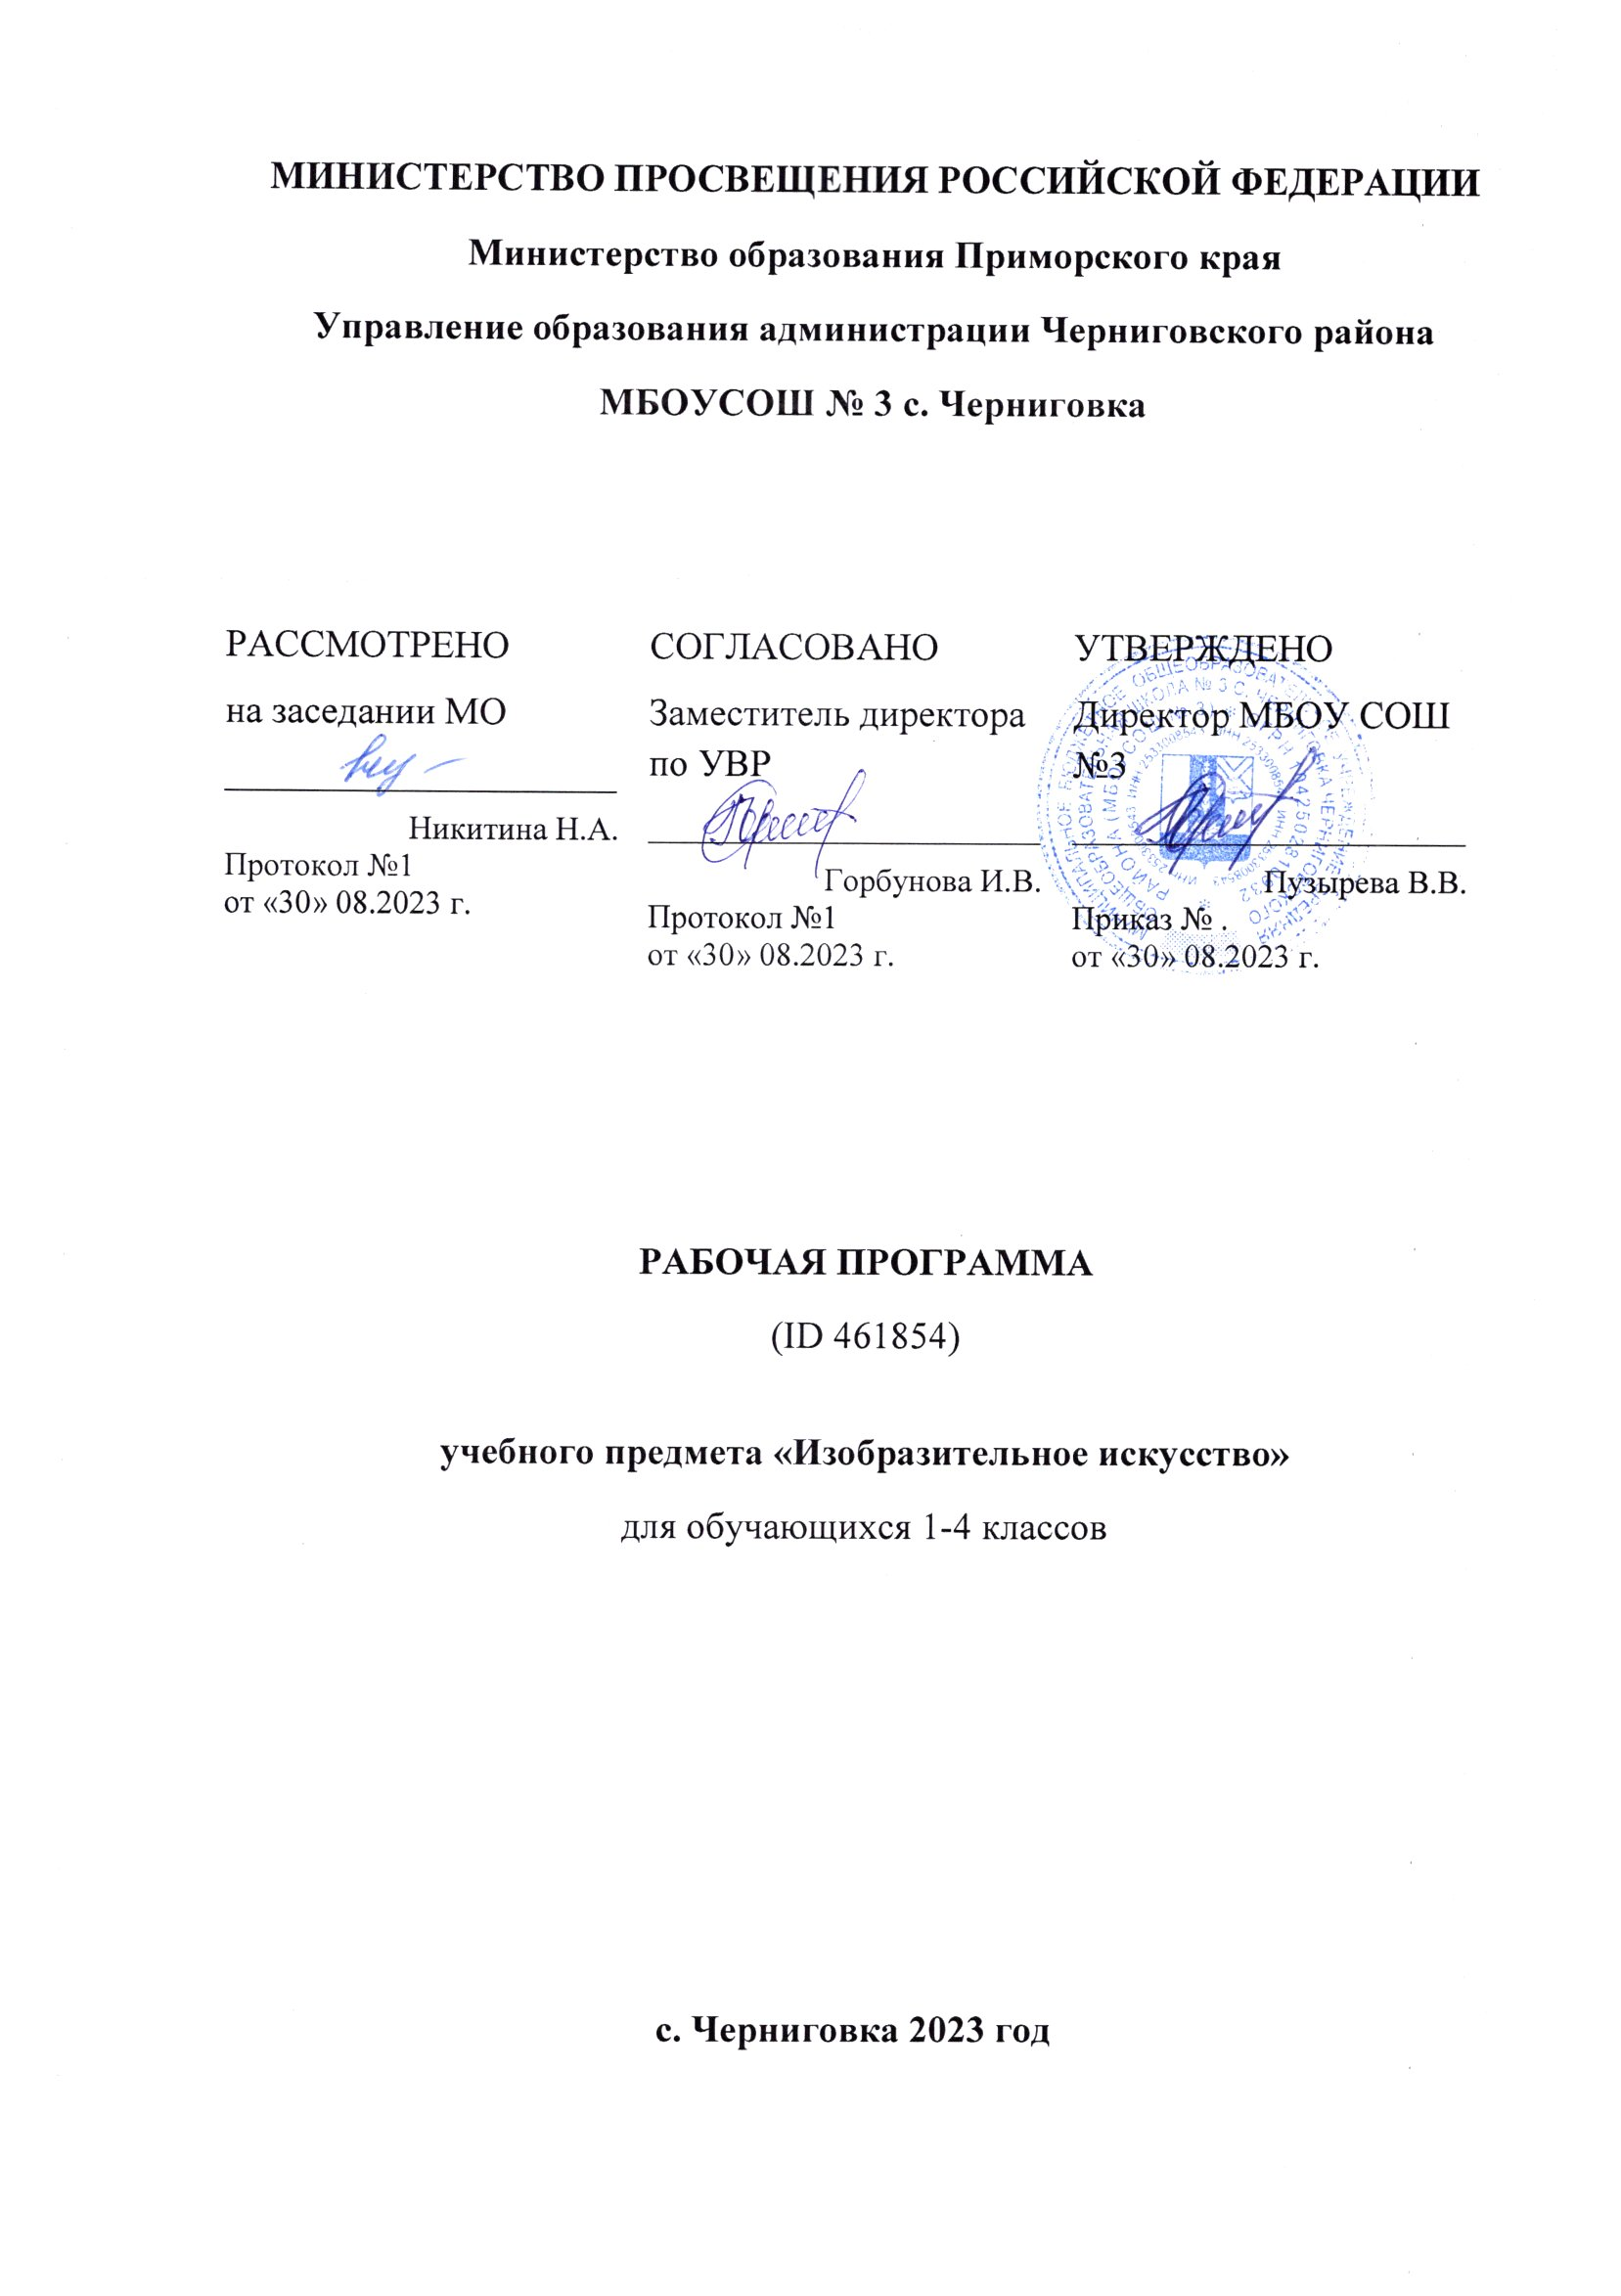 МИНИСТЕРСТВО ПРОСВЕЩЕНИЯ РОССИЙСКОЙ ФЕДЕРАЦИИ
Министерство образования Приморского края
Управление образования администрации Черниговского района
МБОУСОШ № 3 с. Черниговка
РАССМОТРЕНО
на заседании МО
Никитина Н.А.
Протокол №1
от «30» 08.2023 г.
СОГЛАСОВАНО
Заместитель директора
по УВР
Горбунова И.В.
Протокол №1
от «30» 08.2023 г.
УТВЕРЖДЕНО
Директор МБОУ СОШ
№3
Пузырева В.В.
Приказ № .
от «30» 08.2023 г.
РАБОЧАЯ ПРОГРАММА
(ID 461854)
учебного предмета «Изобразительное искусство»
для обучающихся 1-4 классов
с. Черниговка 2023 год